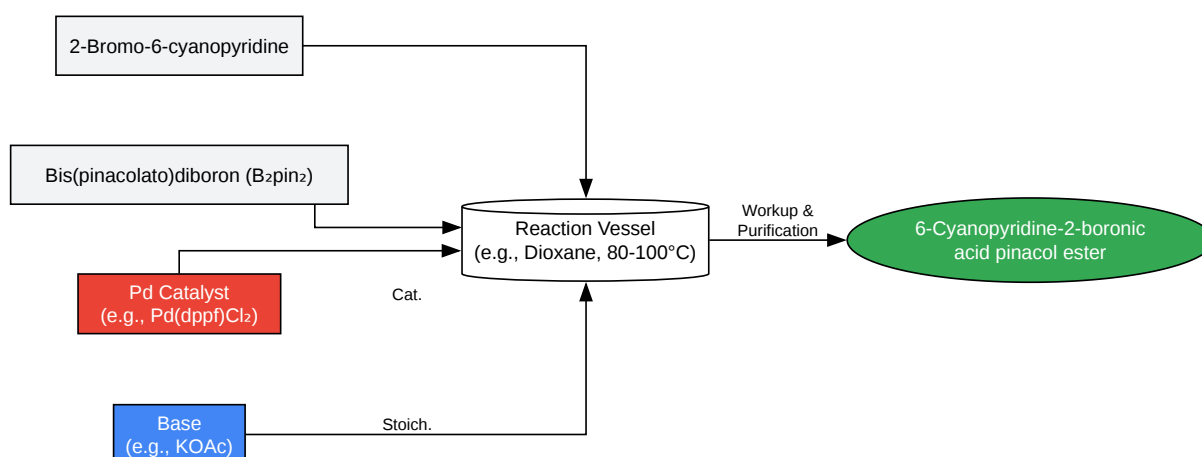 2-Bromo-6-cyanopyridine
Bis(pinacolato)diboron (B₂pin₂)
Reaction Vessel
(e.g., Dioxane, 80-100°C)
Workup &
Purification
6-Cyanopyridine-2-boronic
acid pinacol ester
Pd Catalyst
(e.g., Pd(dppf)Cl₂)
Cat.
Base
(e.g., KOAc)
Stoich.